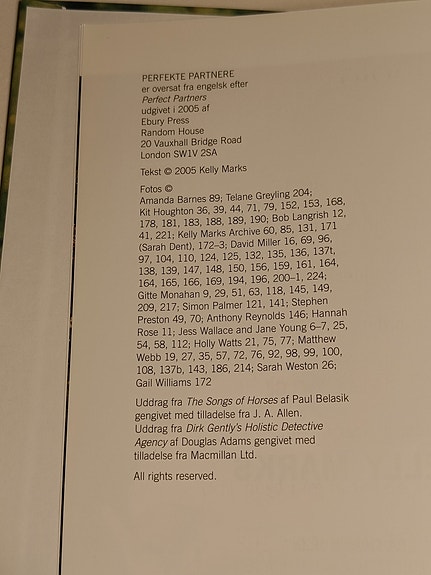 PERFEKTE PARTNERE
er oversat fra engelsk efter
Perfect Partners
udgivet i 2005 af
Ebury Press
Random House
20 Vauxhall Bridge Road
London SW1V 2SA
Tekst © 2005 Kelly Marks
Fotos ©
Amanda Barnes 89; Telane Greyling 204;
Kit Houghton 36, 39, 44, 71, 79, 152, 153, 168,
178, 181, 183, 188, 189, 190; Bob Langrish 12,
41, 221; Kelly Marks Archive 60, 85, 131, 171
(Sarah Dent), 172–3; David Miller 16, 69, 96,
97, 104, 110, 124, 125, 132, 135, 136, 137t,
138, 139, 147, 148, 150, 156, 159, 161, 164,
164, 165, 166, 169, 194, 196, 200–1, 224;
Gitte Monahan 9, 29, 51, 63, 118, 145, 149,
209, 217; Simon Palmer 121, 141; Stephen
Preston 49, 70; Anthony Reynolds 146; Hannah
Rose 11; Jess Wallace and Jane Young 6–7, 25,
54, 58, 112; Holly Watts 21, 75, 77; Matthew
Webb 19, 27, 35, 57, 72, 76, 92, 98, 99, 100,
108, 137b, 143, 186, 214; Sarah Weston 26;
Gail Williams 172
Uddrag fra The Songs of Horses af Paul Belasik
gengivet med tilladelse fra J. A. Allen.
Uddrag fra Dirk Gently's Holistic Detective
Agency af Douglas Adams gengivet med
tilladelse fra Macmillan Ltd.
All rights reserved.